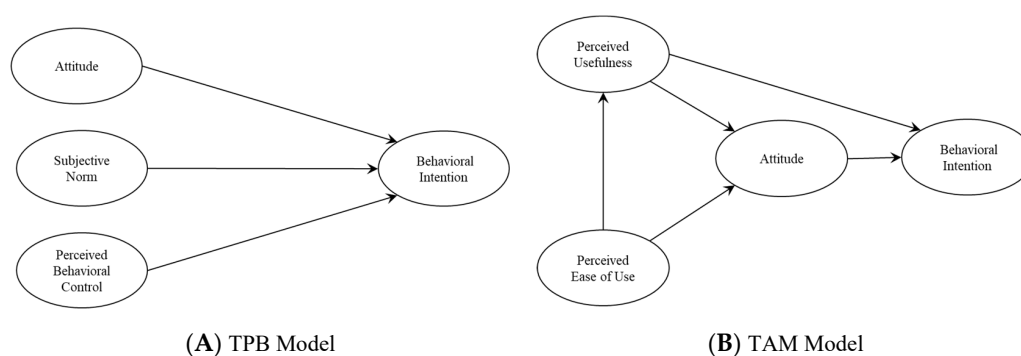 Attitude
Subjective
Norm
Perceived
Behavioral
Control
Behavioral
Intention
(A) TPB Model
Perceived
Usefulness
Attitude
Behavioral
Intention
Perceived
Ease of Use
(B) TAM Model